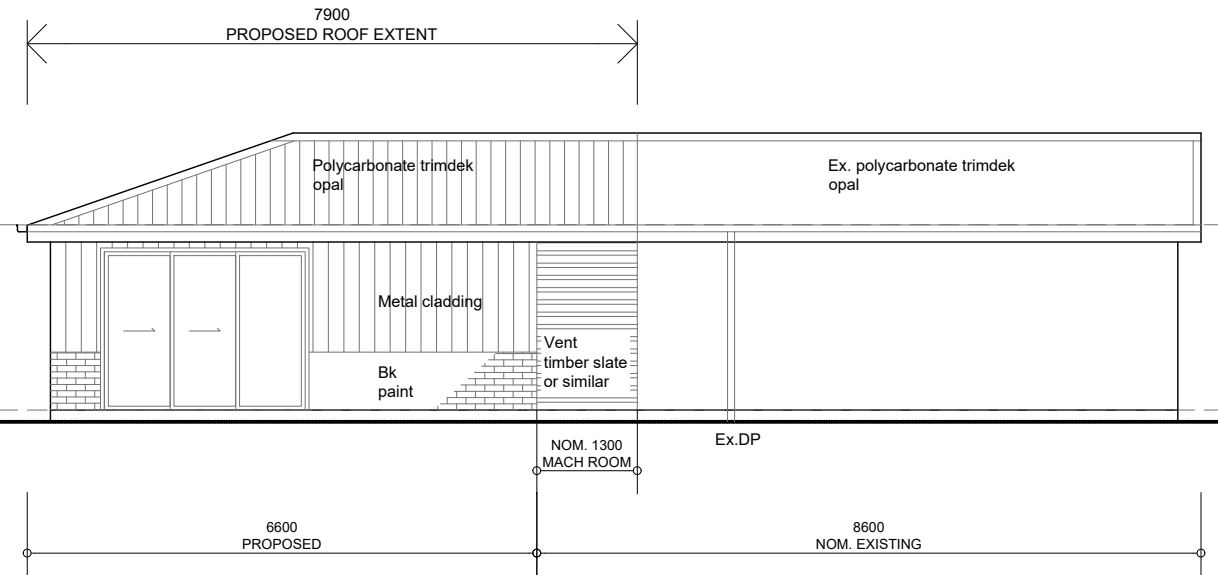 7900
PROPOSED ROOF EXTENT
Polycarbonate trimdek
opal
Ex. polycarbonate trimdek
opal
Metal cladding
Vent
timber slate
or similar
Bk
paint
Ex.DP
NOM. 1300
MACH ROOM
6600
PROPOSED
8600
NOM. EXISTING